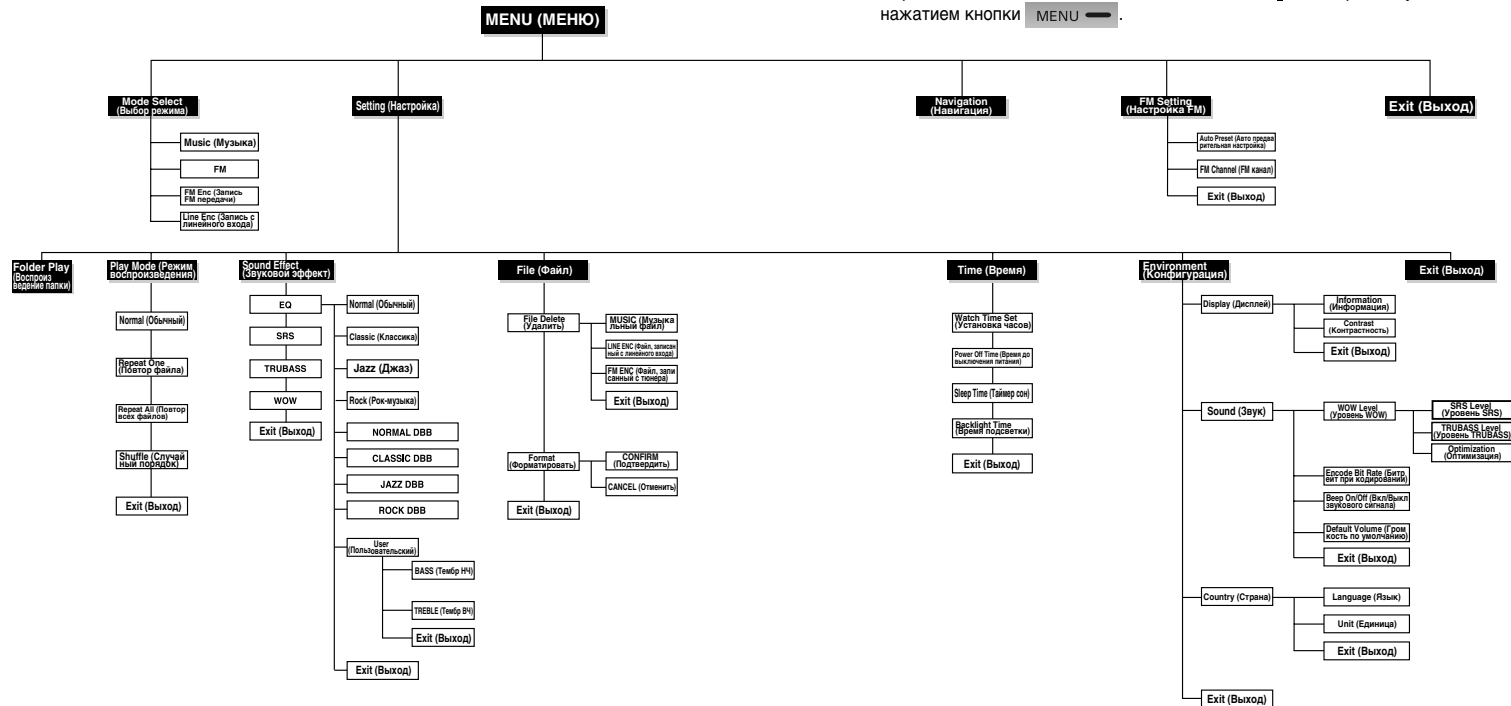 нажатием кнопки MENU
MENU (МЕНЮ)
Mode Select
(Выбор режима)
Setting (Настройка)
Navigation
(Навигация)
FM Setting
(Настройка FM)
Exit (Выход)
Music (Музыка)
FM
FM Enc (Запись
FM передачи)
Line Enc (Запись с
линейного входа)
Auto Preset (Авто предва
рительная настройка)
FM Channel (FM канал)
Exit (Выход)
Folder Play
(Воспроиз
ведение папки)
Play Mode (Режим
воспроизведения)
Sound Effect
(Звуковой эффект)
File (Файл)
Time (Время)
Environment
(Конфигурация)
Exit (Выход)
Normal (Обычный)
Repeat One
(Повтор файла)
Repeat All (Повтор
всех файлов)
Shuffle (Случай
ный порядок)
Exit (Выход)
EQ
SRS
TRUBASS
WOW
Exit (Выход)
Normal (Обычный)
Classic (Классика)
Jazz (Джаз)
Rock (Рок-музыка)
NORMAL DBB
CLASSIC DBB
JAZZ DBB
ROCK DBB
User
(Пользовательский)
BASS (Тембр НЧ)
TREBLE (Тембр ВЧ)
Exit (Выход)
Exit (Выход)
File Delete
(Удалить)
MUSIC (Музыка
льный файл)
LINE ENC (Файл, записан
ный с линейного входа)
FM ENC (Файл, запи
санный с тюнера)
Exit (Выход)
Format
(Форматировать)
CONFIRM
(Подтвердить)
CANCEL (Отменить)
Exit (Выход)
Watch Time Set
(Установка часов)
Power Off Time (Время до
выключения питания)
Sleep Time (Таймер сон)
Backlight Time
(Время подсветки)
Exit (Выход)
Display (Дисплей)
Information
(Информация)
Contrast
(Контрастность)
Exit (Выход)
Sound (Звук)
WOW Level
(Уровень WOW)
SRS Level
(Уровень SRS)
TRUBASS Level
(Уровень TRUBASS)
Optimization
(Оптимизация)
Encode Bit Rate (Битр
ейт при кодировании)
Beep On/Off (Вкл/Выкл
звукового сигнала)
Default Volume (Гром
кость по умолчанию)
Exit (Выход)
Country (Страна)
Language (Язык)
Unit (Единица)
Exit (Выход)
Exit (Выход)